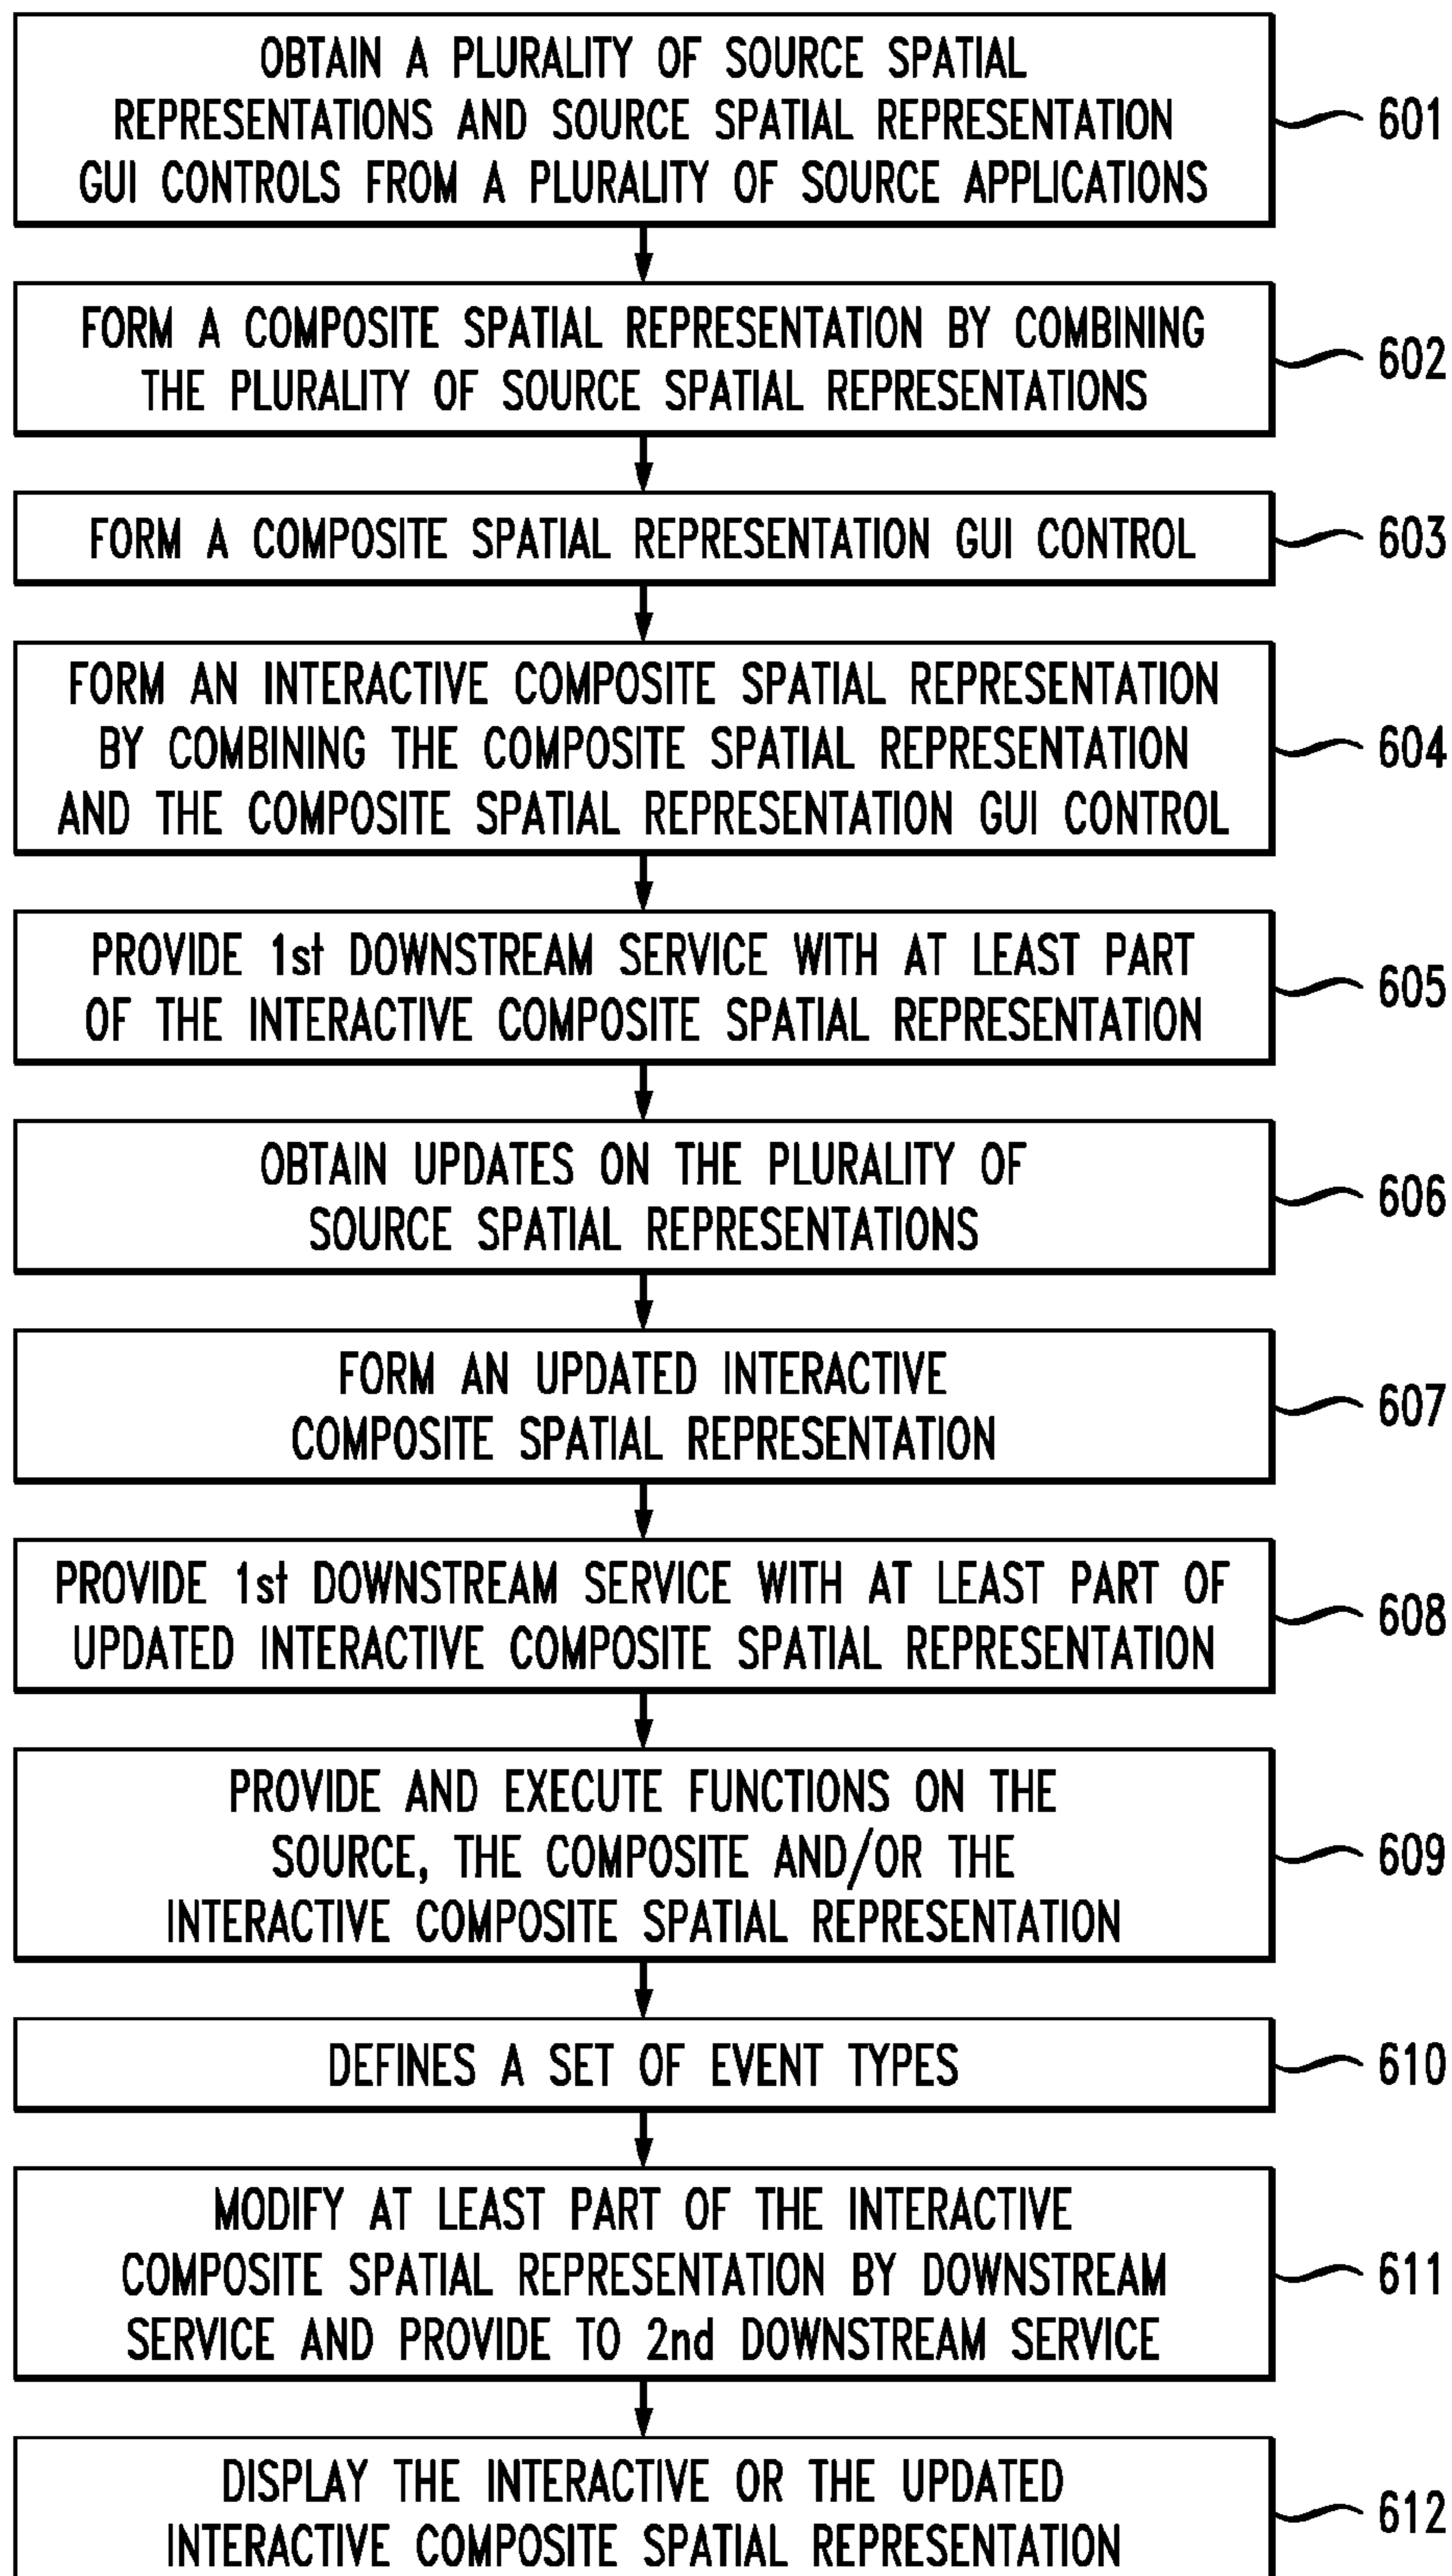 OBTAIN A PLURALITY OF SOURCE SPATIAL
REPRESENTATIONS AND SOURCE SPATIAL REPRESENTATION
GUI CONTROLS FROM A PLURALITY OF SOURCE APPLICATIONS
601
FORM A COMPOSITE SPATIAL REPRESENTATION BY COMBINING
THE PLURALITY OF SOURCE SPATIAL REPRESENTATIONS
602
FORM A COMPOSITE SPATIAL REPRESENTATION GUI CONTROL
603
FORM AN INTERACTIVE COMPOSITE SPATIAL REPRESENTATION
BY COMBINING THE COMPOSITE SPATIAL REPRESENTATION
AND THE COMPOSITE SPATIAL REPRESENTATION GUI CONTROL
604
PROVIDE 1st DOWNSTREAM SERVICE WITH AT LEAST PART
OF THE INTERACTIVE COMPOSITE SPATIAL REPRESENTATION
605
OBTAIN UPDATES ON THE PLURALITY OF
SOURCE SPATIAL REPRESENTATIONS
606
FORM AN UPDATED INTERACTIVE
COMPOSITE SPATIAL REPRESENTATION
607
PROVIDE 1st DOWNSTREAM SERVICE WITH AT LEAST PART OF
UPDATED INTERACTIVE COMPOSITE SPATIAL REPRESENTATION
608
PROVIDE AND EXECUTE FUNCTIONS ON THE
SOURCE, THE COMPOSITE AND/OR THE
INTERACTIVE COMPOSITE SPATIAL REPRESENTATION
609
DEFINES A SET OF EVENT TYPES
610
MODIFY AT LEAST PART OF THE INTERACTIVE
COMPOSITE SPATIAL REPRESENTATION BY DOWNSTREAM
SERVICE AND PROVIDE TO 2nd DOWNSTREAM SERVICE
611
DISPLAY THE INTERACTIVE OR THE UPDATED
INTERACTIVE COMPOSITE SPATIAL REPRESENTATION
612